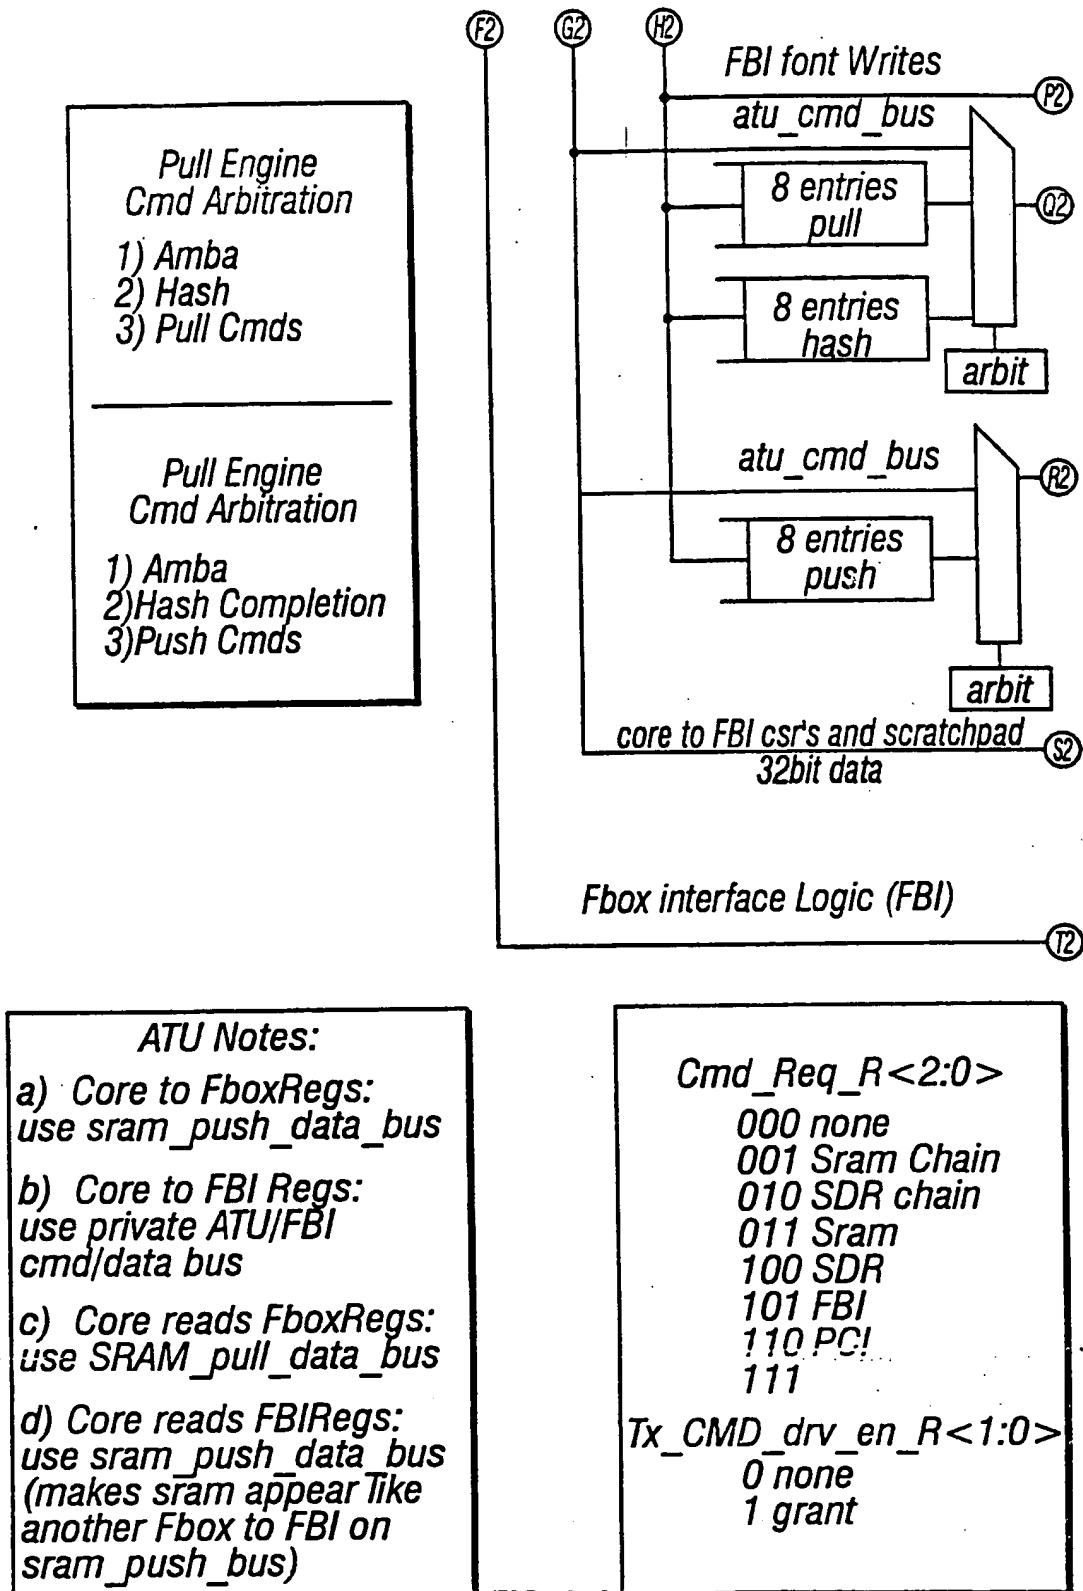 F2
G2
H2
FBI font Writes
P2
atu_cmd_bus
8 entries
pull
Q2
8 entries
hash
arbit
Pull Engine
Cmd Arbitration
1) Amba
2) Hash
3) Pull Cmds
Pull Engine
Cmd Arbitration
1) Amba
2)Hash Completion
3)Push Cmds
atu_cmd_bus
R2
8 entries
push
arbit
core to FBI csr's and scratchpad
S2
32bit data
Fbox interface Logic (FBI)
T2
ATU Notes:
a) Core to FboxRegs:
use sram_push_data_bus
b) Core to FBI Regs:
use private ATU/FBI
cmd/data bus
c) Core reads FboxRegs:
use SRAM_pull_data_bus
d) Core reads FBIRegs:
use sram_push_data_bus
(makes sram appear like
another Fbox to FBI on
sram_push_bus)
Cmd_Req_R<2:0>
000 none
001 Sram Chain
010 SDR chain
011 Sram
100 SDR
101 FBI
110 PCI
111
Tx_CMD_drv_en_R<1:0>
0 none
1 grant